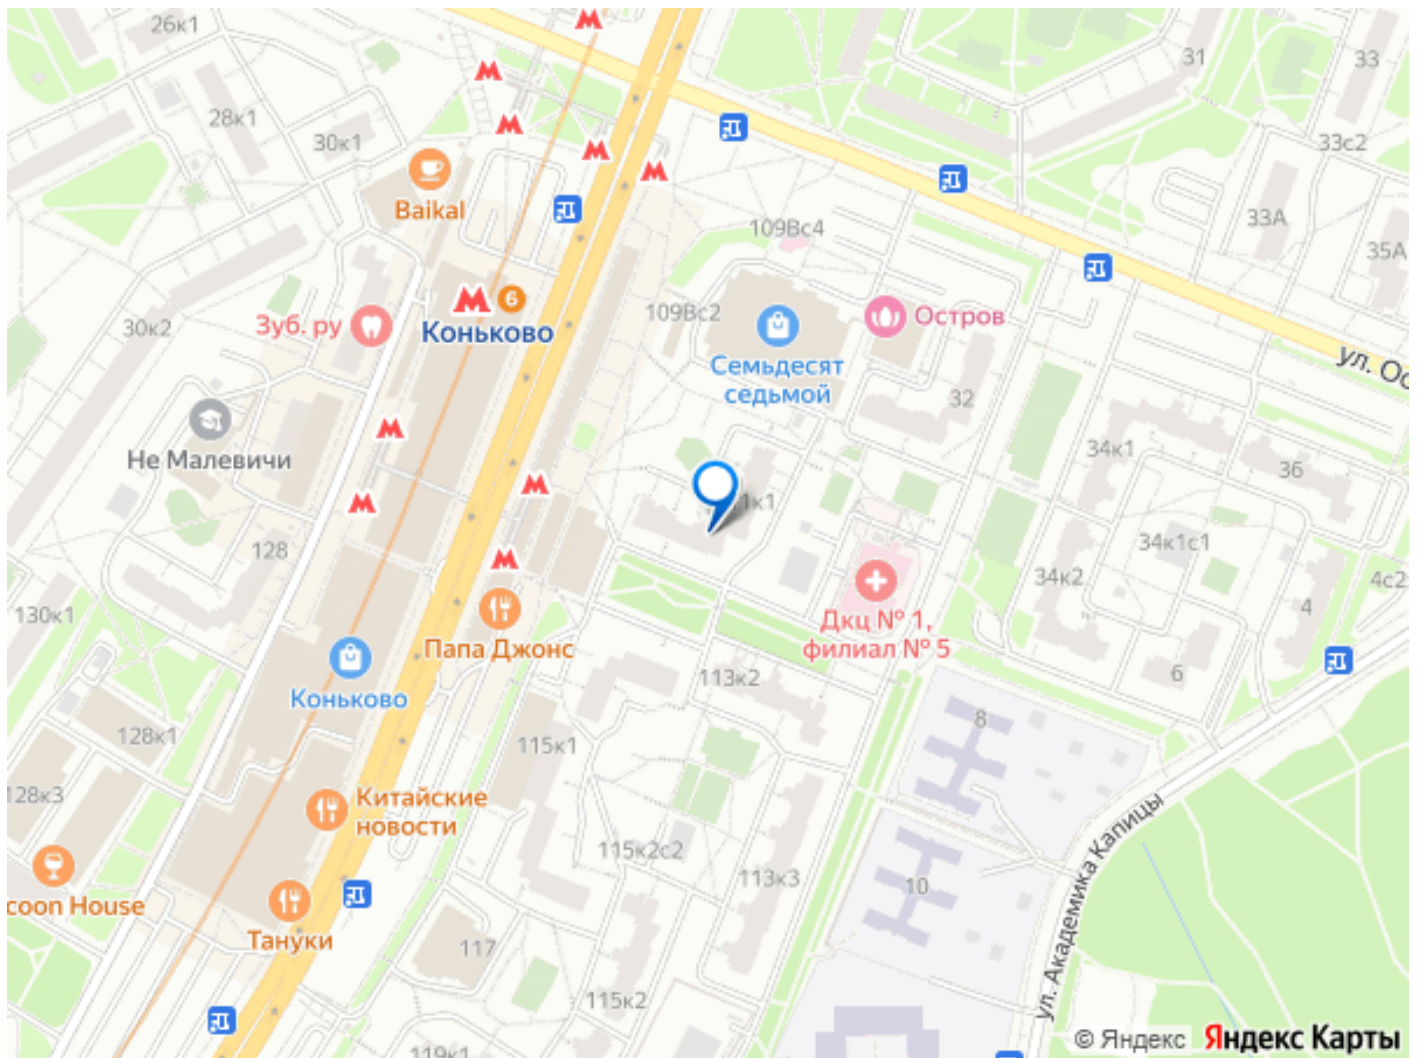 26к1
31
33
28к1
30к1
33с2
Baikal
109Вс4
33А
35А
6
Коньково
30к2
Зуб. ру
109Вс2
Остров
Семьдесят
седьмой
ул. Ос
32
Не Малевичи
34к1
36
1к1
128
34к1с1
34к2
4с2
4
130к1
Папа Джонс
Дкц № 1,
филиал № 5
Коньково
113к2
6
8
128к1
115к1
128к3
Китайские
новости
115к2с2
113к3
10
ул. Академика Капицы
coon House
Тануки
117
115к2
119к1
© Яндекс Яндекс Карты